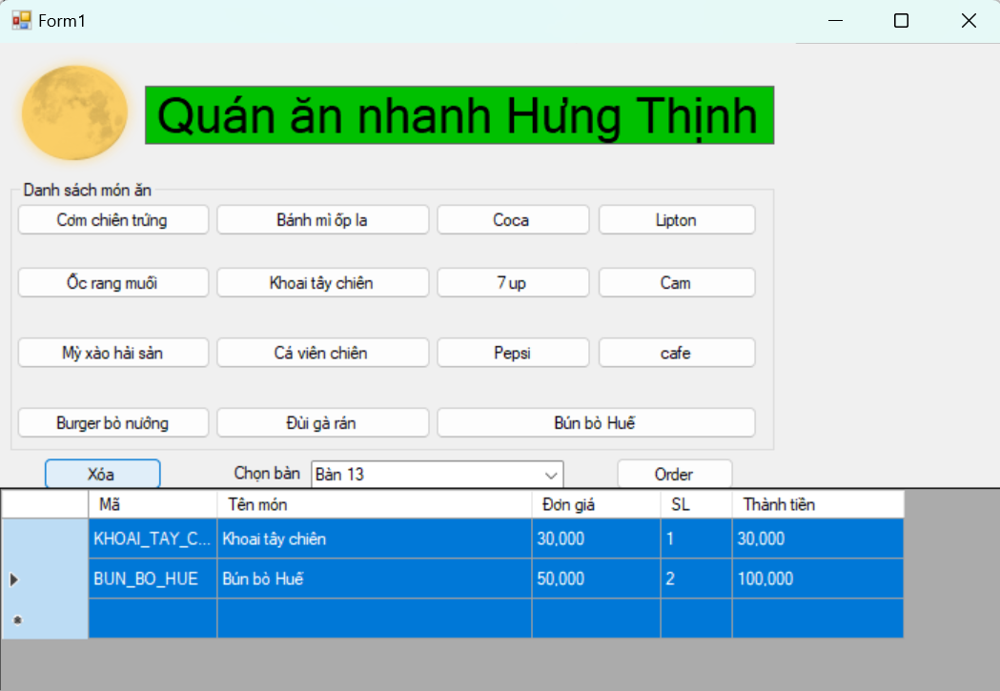 Form1
Quán ăn nhanh Hưng Thịnh
Danh sách món ăn
Cơm chiên trứng Bánh mì ốp la Coca Lipton
Ốc rang muối Khoai tây chiên 7 up Cam
Mỳ xào hải sản Cá viên chiên Pepsi cafe
Burger bò nướng Đùi gà rán Bún bò Huế
Xóa Chọn bàn Bàn 13 Order
Mã Tên món Đơn giá SL Thành tiền
KHOAI_TAY_C... Khoai tây chiên 30,000 1 30,000
BUN_BO_HUE Bún bò Huế 50,000 2 100,000